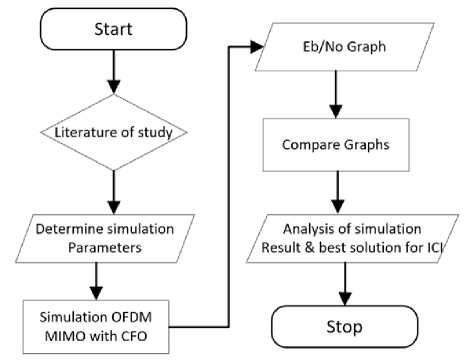 Start
Literature of study
Determine simulation
Parameters
Simulation OFDM
MIMO with CFO
Eb/No Graph
Compare Graphs
Analysis of simulation
Result & best solution for ICI
Stop